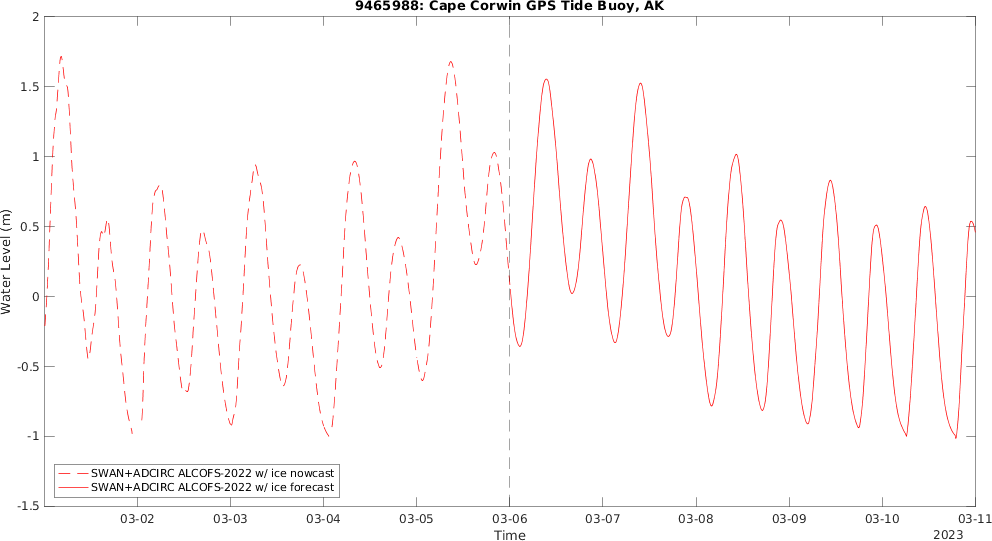 9465988: Cape Corwin GPS Tide Buoy, AK
Water Level (m)
2
1.5
1
0.5
0
-0.5
-1
-1.5
SWAN+ADCIRC ALCOFS-2022 w/ ice nowcast
SWAN+ADCIRC ALCOFS-2022 w/ ice forecast
03-02 03-03 03-04 03-05 03-06 03-07 03-08 03-09 03-10 03-11
Time
2023